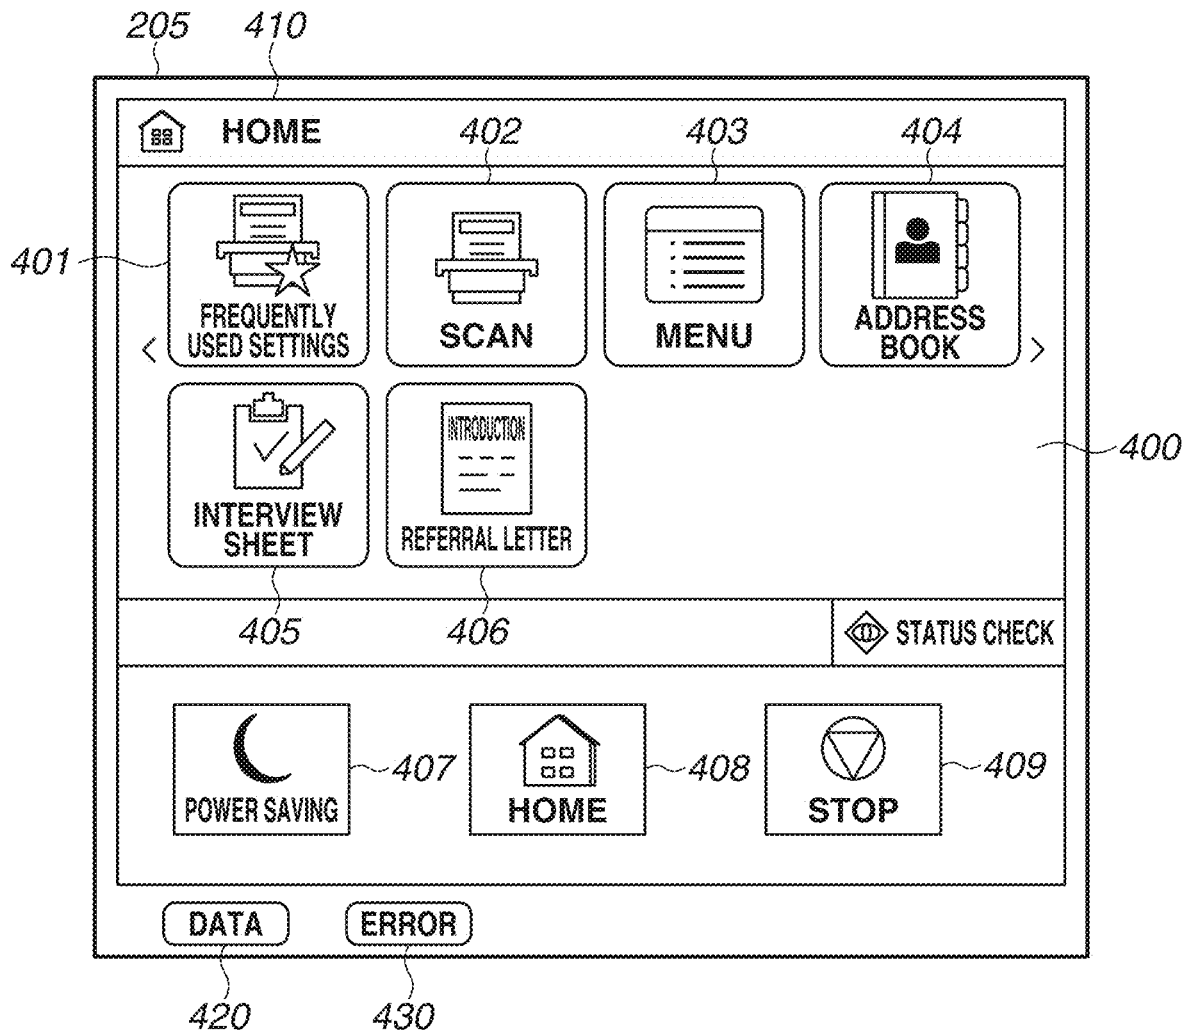 205 410
HOME
402 403 404
401
FREQUENTLY
USED SETTINGS
SCAN
MENU
ADDRESS
BOOK
<
>
400
INTERVIEW
SHEET
INTRODUCTION
REFERRAL LETTER
405 406
STATUS CHECK
POWER SAVING
407
HOME
408
STOP
409
DATA
ERROR
420 430